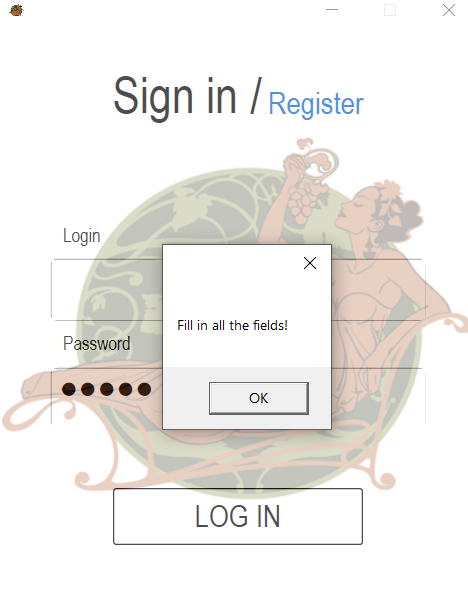 Sign in / Register
Login
Fill in all the fields!
Password
OK
LOG IN